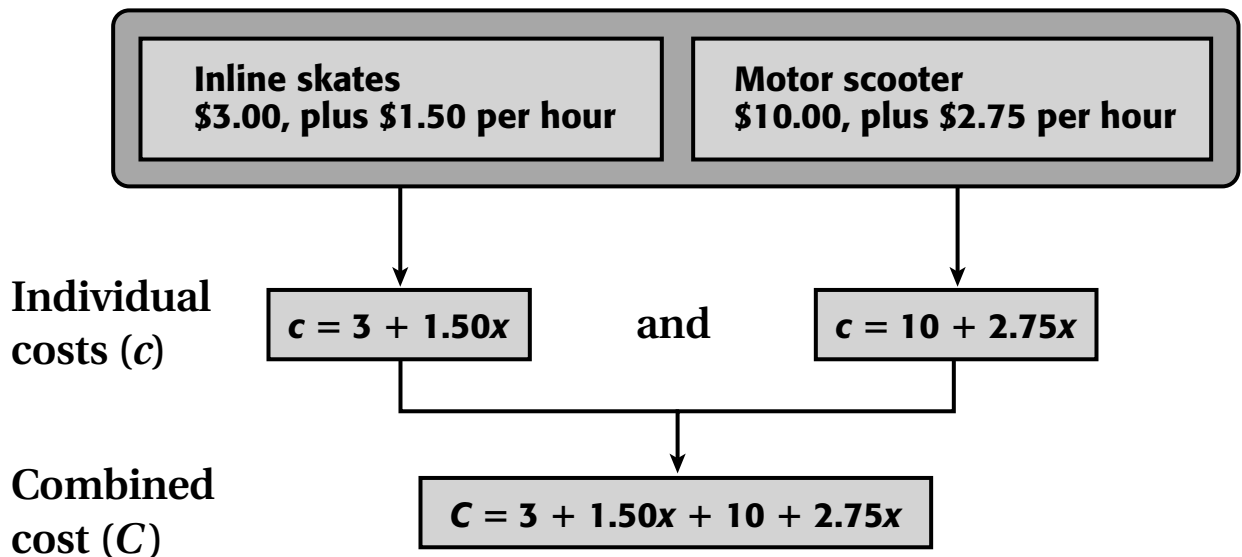 Inline skates
$3.00, plus $1.50 per hour
Motor scooter
$10.00, plus $2.75 per hour
Individual
costs (c)
c = 3 + 1.50x
and
c = 10 + 2.75x
Combined
cost (C)
C = 3 + 1.50x + 10 + 2.75x